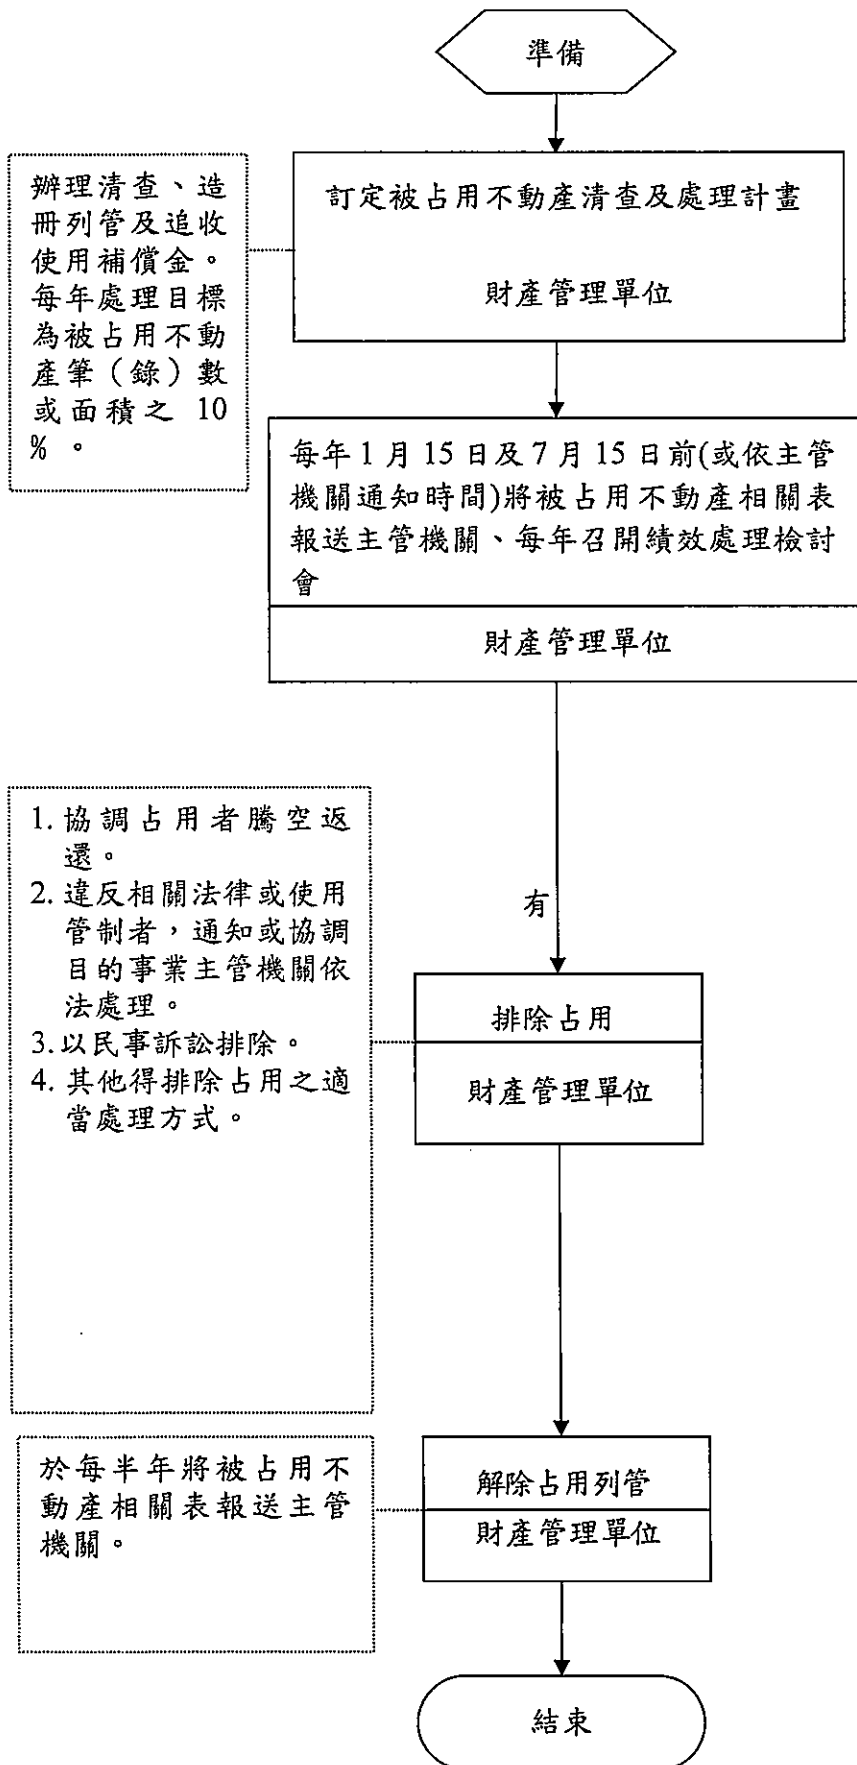 準備
訂定被占用不動產清查及處理計畫
財產管理單位
辦理清查、造
冊列管及追收
使用補償金。
每年處理目標
為被占用不動
產筆（錄）數
或面積之 10
%。
每年 1 月 15 日及 7 月 15 日前(或依主管
機關通知時間)將被占用不動產相關表
報送主管機關、每年召開績效處理檢討
會
財產管理單位
有
1. 協調占用者騰空返
還。
2. 違反相關法律或使用
管制者，通知或協調
目的事業主管機關依
法處理。
3. 以民事訴訟排除。
4. 其他得排除占用之適
當處理方式。
排除占用
財產管理單位
於每半年將被占用不
動產相關表報送主管
機關。
解除占用列管
財產管理單位
結束